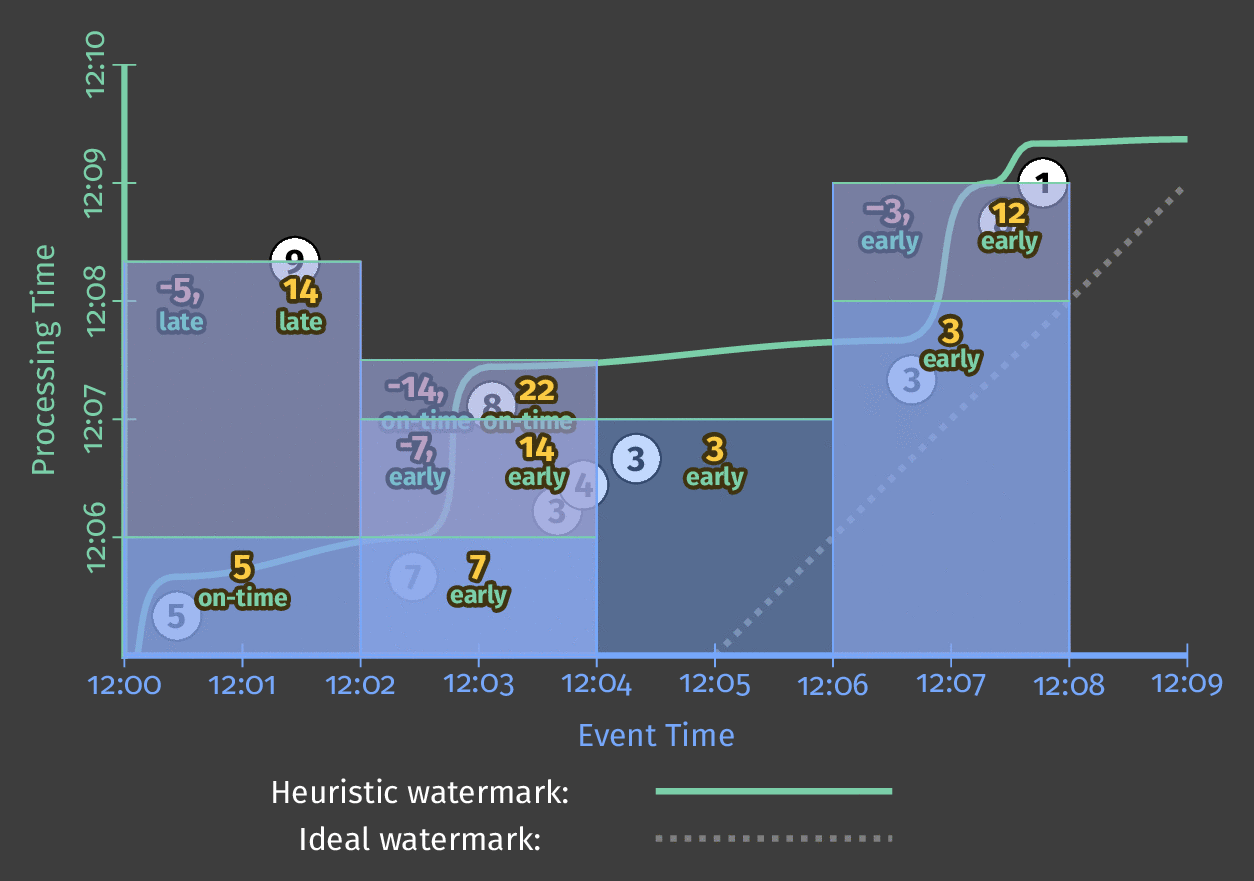 12:10
12:09
12:08
12:07
12:06
Processing Time
9
-5,
late
14
late
5
on-time
5
-14,
on-time
8
22
on-time
-7,
early
14
early
4
3
7
7
early
3
3
early
1
-3,
early
12
early
3
early
3
12:00
12:01
12:02
12:03
12:04
12:05
12:06
12:07
12:08
12:09
Event Time
Heuristic watermark:
Ideal watermark: